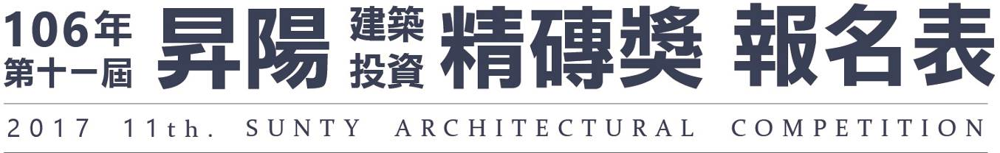 106年 第十一屆 昇陽 建築投資 精磚獎 報名表
2017 11th. SUNTY ARCHITECTURAL COMPETITION